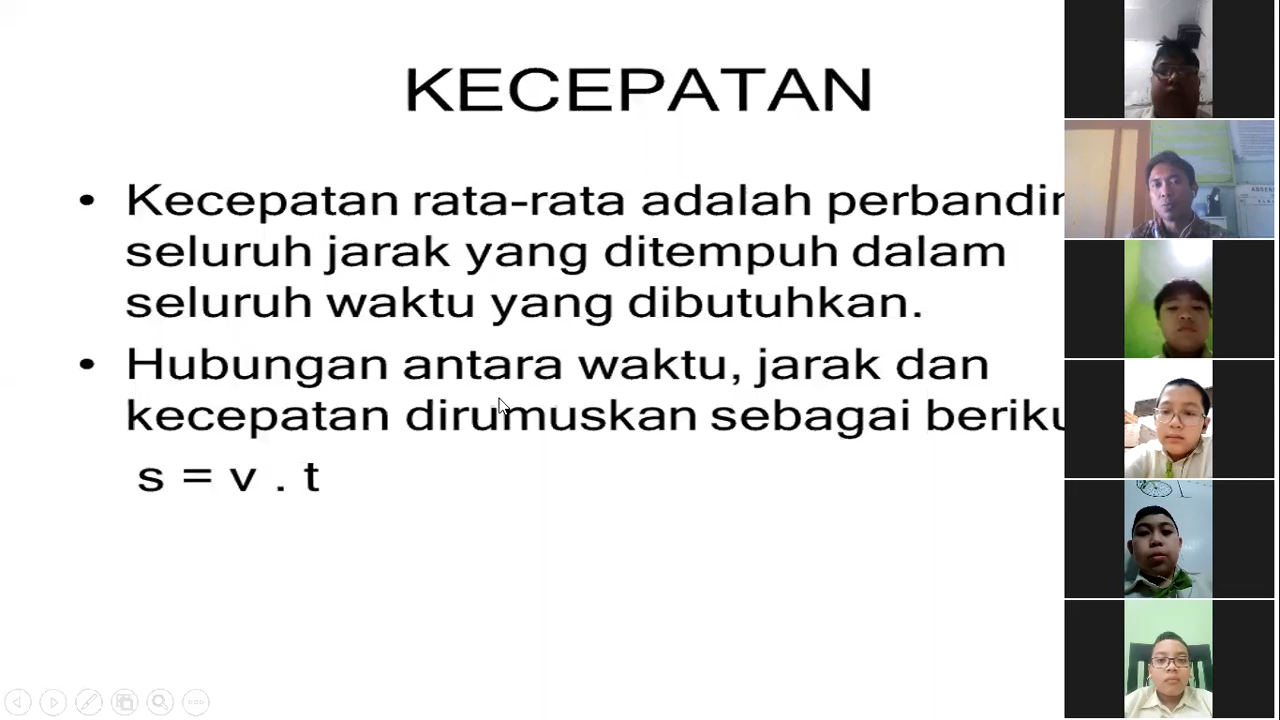 KECEPATAN
• Kecepatan rata-rata adalah perbandin
seluruh jarak yang ditempuh dalam
seluruh waktu yang dibutuhkan.
• Hubungan antara waktu, jarak dan
kecepatan dirumuskan sebagai beriku
s = v . t